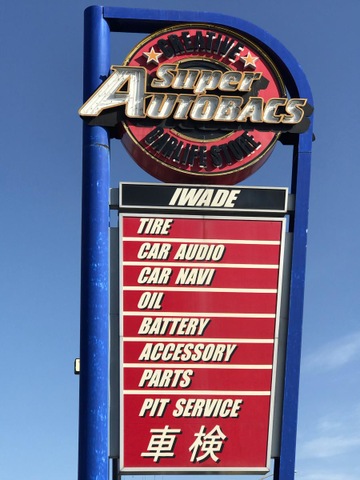 CREATIVE
Super
AUTOBACS
CARLIFE STORE
IWADE
TIRE
CAR AUDIO
CAR NAVI
OIL
BATTERY
ACCESSORY
PARTS
PIT SERVICE
車検